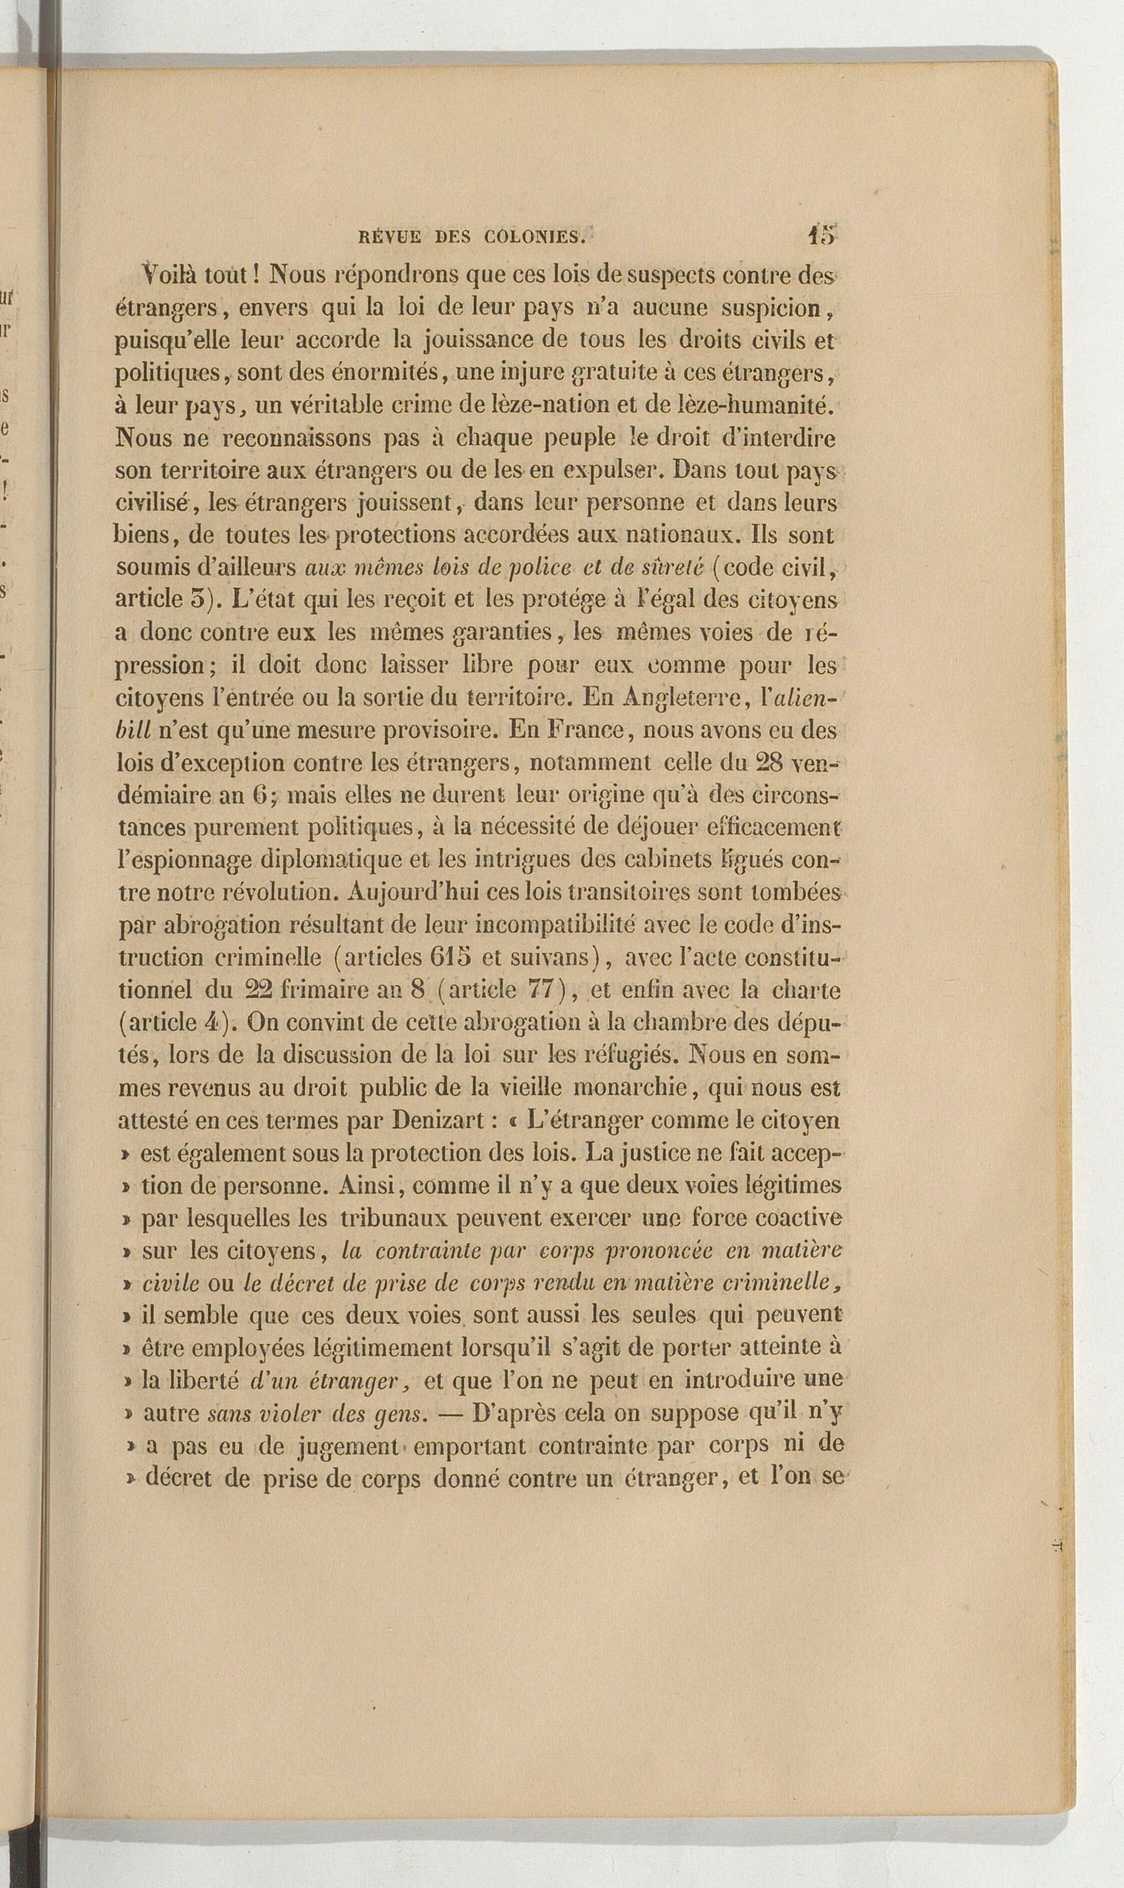 REVUE DES COLONIES. 15
Voilà tout ! Nous répondrons que ces lois de suspects contre des
étrangers, envers qui la loi de leur pays n'a aucune suspicion,
puisqu'elle leur accorde la jouissance de tous les droits civils et
politiques, sont des énormités, une injure gratuite à ces étrangers,
à leur pays, un véritable crime de lèze-nation et de lèze-humanité.
Nous ne reconnaissons pas à chaque peuple le droit d'interdire
son territoire aux étrangers ou de les en expulser. Dans tout pays
civilisé, les étrangers jouissent, dans leur personne et dans leurs
biens, de toutes les protections accordées aux nationaux. Ils sont
soumis d'ailleurs aux mêmes lois de police et de sûreté (code civil,
article 3). L'état qui les reçoit et les protége à l'égal des citoyens
a donc contre eux les mêmes garanties, les mêmes voies de ré-
pression; il doit donc laisser libre pour eux comme pour les
citoyens l'entrée ou la sortie du territoire. En Angleterre, l'alien-
bill n'est qu'une mesure provisoire. En France, nous avons eu des
lois d'exception contre les étrangers, notamment celle du 28 ven-
démiaire an 6; mais elles ne durent leur origine qu'à des circons-
tances purement politiques, à la nécessité de déjouer efficacement
l'espionnage diplomatique et les intrigues des cabinets ligués con-
tre notre révolution. Aujourd'hui ces lois transitoires sont tombées
par abrogation résultant de leur incompatibilité avec le code d'ins-
truction criminelle (articles 615 et suivans), avec l'acte constitu-
tionnel du 22 frimaire an 8 (article 77), et enfin avec la charte
(article 4). On convint de cette abrogation à la chambre des dépu-
tés, lors de la discussion de la loi sur les réfugiés. Nous en som-
mes revenus au droit public de la vieille monarchie, qui nous est
attesté en ces termes par Denizart : « L'étranger comme le citoyen
» est également sous la protection des lois. La justice ne fait accep-
» tion de personne. Ainsi, comme il n'y a que deux voies légitimes
» par lesquelles les tribunaux peuvent exercer une force coactive
» sur les citoyens, la contrainte par corps prononcée en matière
» civile ou le décret de prise de corps rendu en matière criminelle,
» il semble que ces deux voies sont aussi les seules qui peuvent
» être employées légitimement lorsqu'il s'agit de porter atteinte à
» la liberté d'un étranger, et que l'on ne peut en introduire une
» autre sans violer des gens. — D'après cela on suppose qu'il n'y
» a pas eu de jugement emportant contrainte par corps ni de
» décret de prise de corps donné contre un étranger, et l'on se